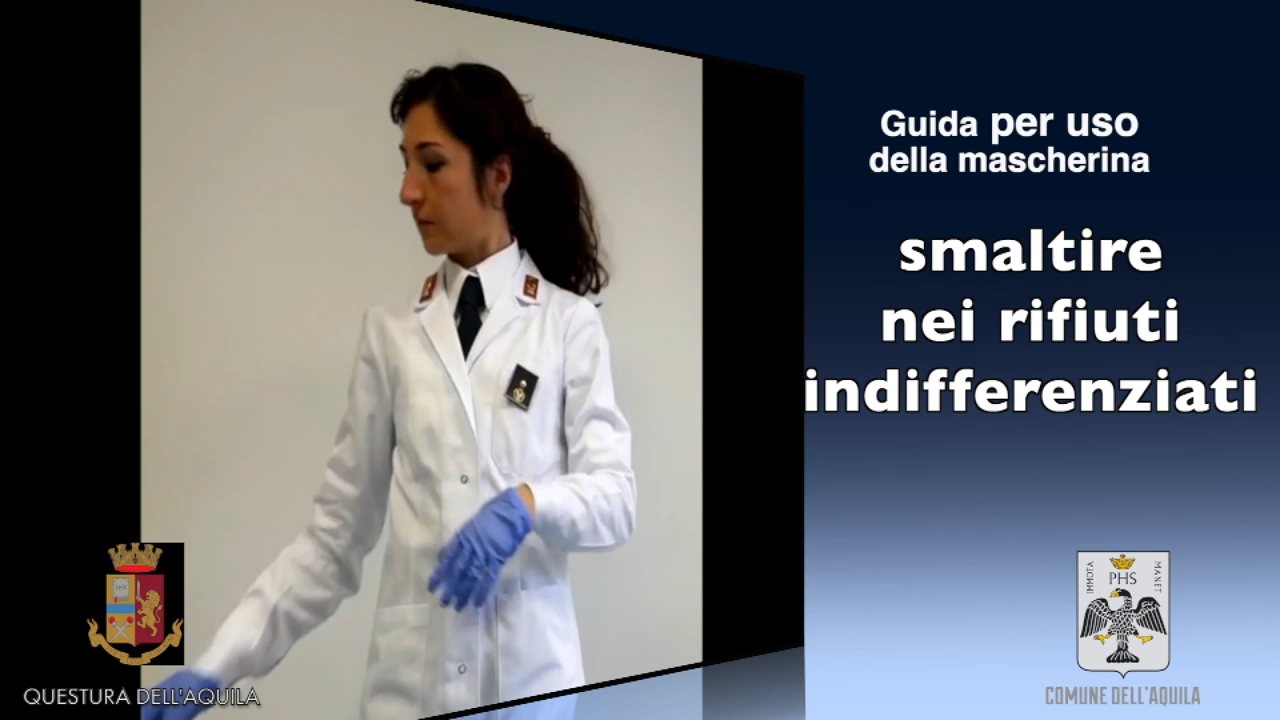 Guida per uso
della mascherina
smaltire
nei rifiuti
indifferenziati
QUESTURA DELL'AQUILA
IMMOTA
PHS
MANET
COMUNE DELL'AQUILA